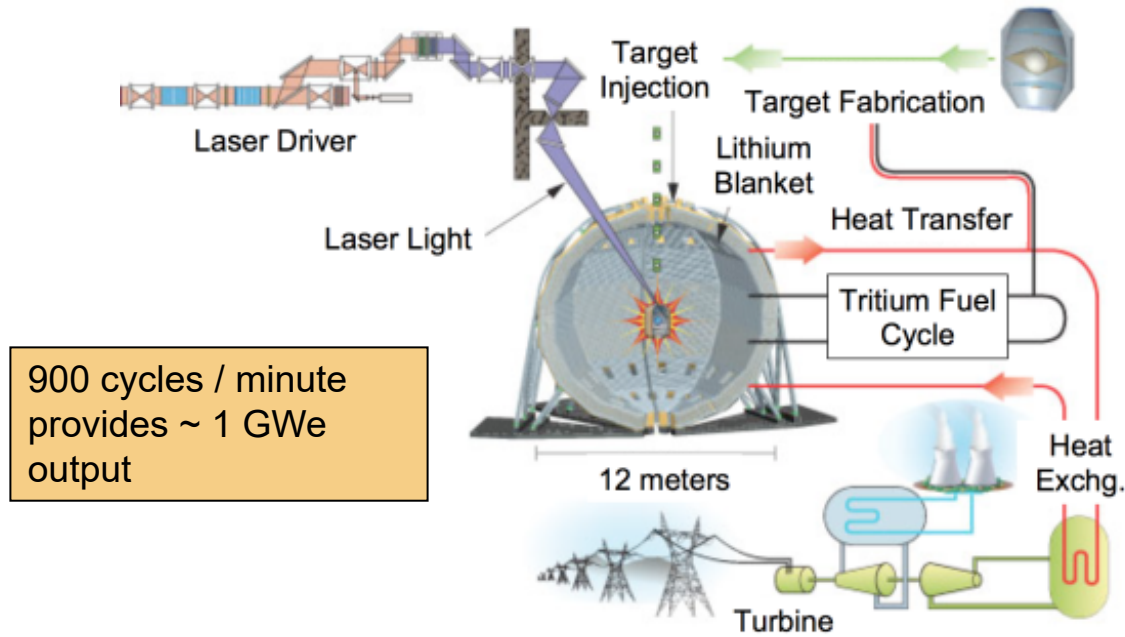 Target
Injection
Target Fabrication
Laser Driver
Lithium
Blanket
Laser Light
Heat Transfer
Tritium Fuel
Cycle
900 cycles / minute
provides ~ 1 GWe
output
12 meters
Heat
Exchg.
Turbine